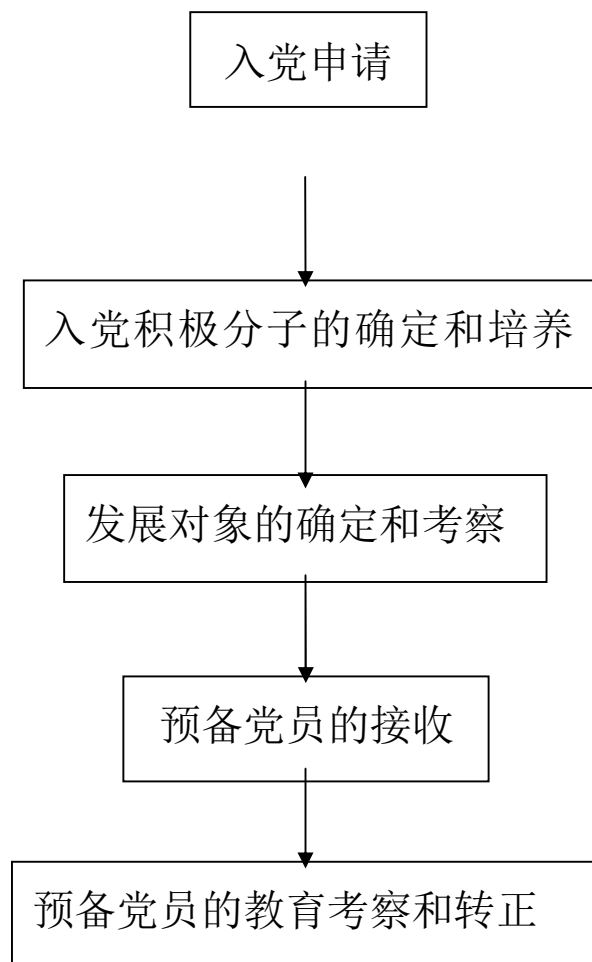 入党申请
入党积极分子的确定和培养
发展对象的确定和考察
预备党员的接收
预备党员的教育考察和转正